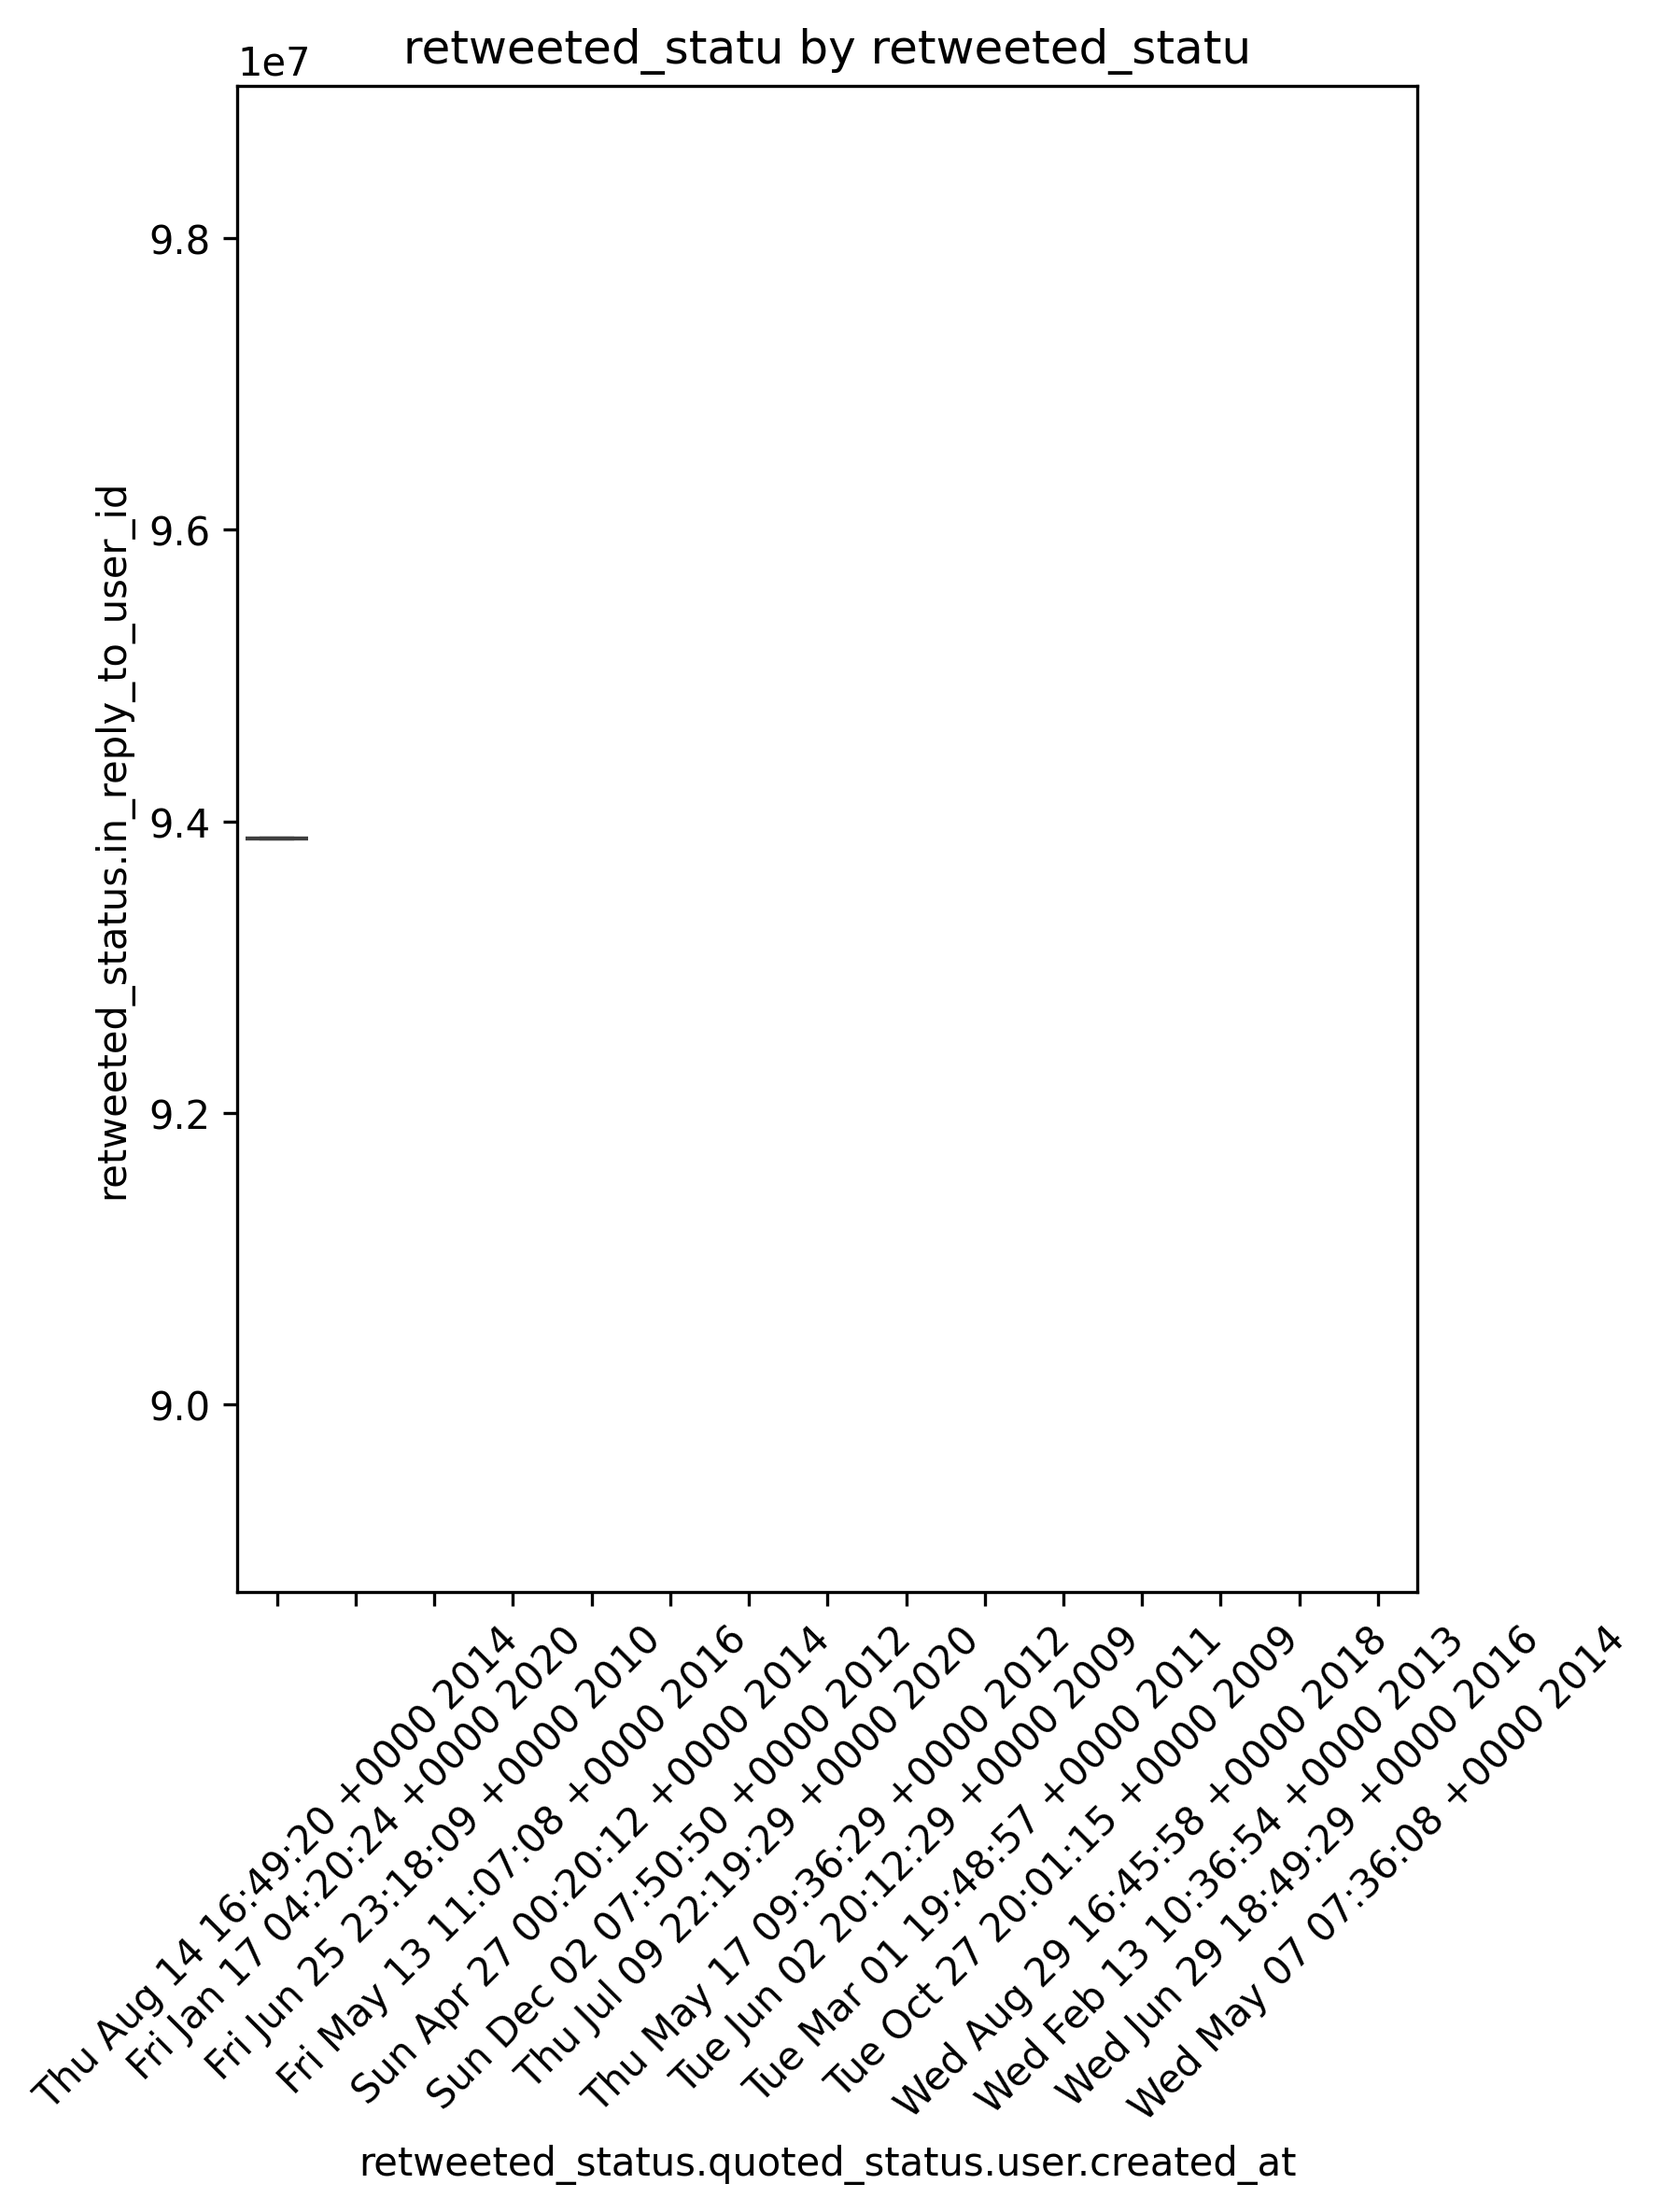 retweeted_statu by retweeted_statu
1e7
9.8
9.6
9.4
9.2
9.0
retweeted_status.in_reply_to_user_id
Thu Aug 14 16:49:20 +0000 2014
Fri Jan 17 04:20:24 +0000 2020
Fri Jun 25 23:18:09 +0000 2010
Fri May 13 11:07:08 +0000 2016
Sun Apr 27 00:20:12 +0000 2014
Sun Dec 02 07:50:50 +0000 2012
Thu Jul 09 22:19:29 +0000 2020
Thu May 17 09:36:29 +0000 2012
Tue Jun 02 20:12:29 +0000 2009
Tue Mar 01 19:48:57 +0000 2011
Tue Oct 27 20:01:15 +0000 2009
Wed Aug 29 16:45:58 +0000 2018
Wed Feb 13 10:36:54 +0000 2013
Wed Jun 29 18:49:29 +0000 2016
Wed May 07 07:36:08 +0000 2014
retweeted_status.quoted_status.user.created_at